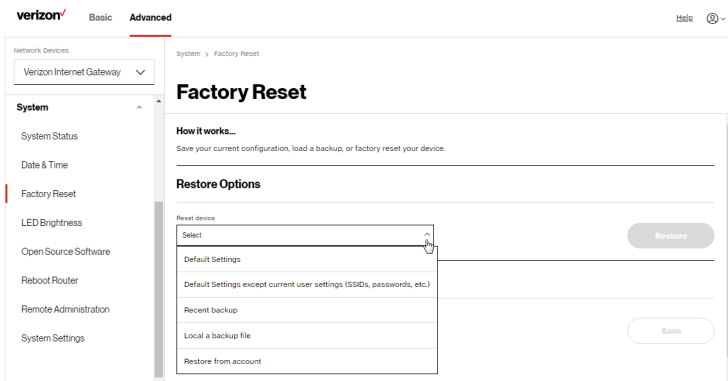 verizon✓ Basic Advanced Help
Network Devices
Verizon Internet Gateway
System
System Status
Date & Time
Factory Reset
LED Brightness
Open Source Software
Reboot Router
Remote Administration
System Settings
System > Factory Reset
Factory Reset
How it works...
Save your current configuration, load a backup, or factory reset your device.
Restore Options
Reset device
Select
Restore
Default Settings
Default Settings except current user settings (SSIDs, passwords, etc.)
Recent backup
Local a backup file
Restore from account
Save